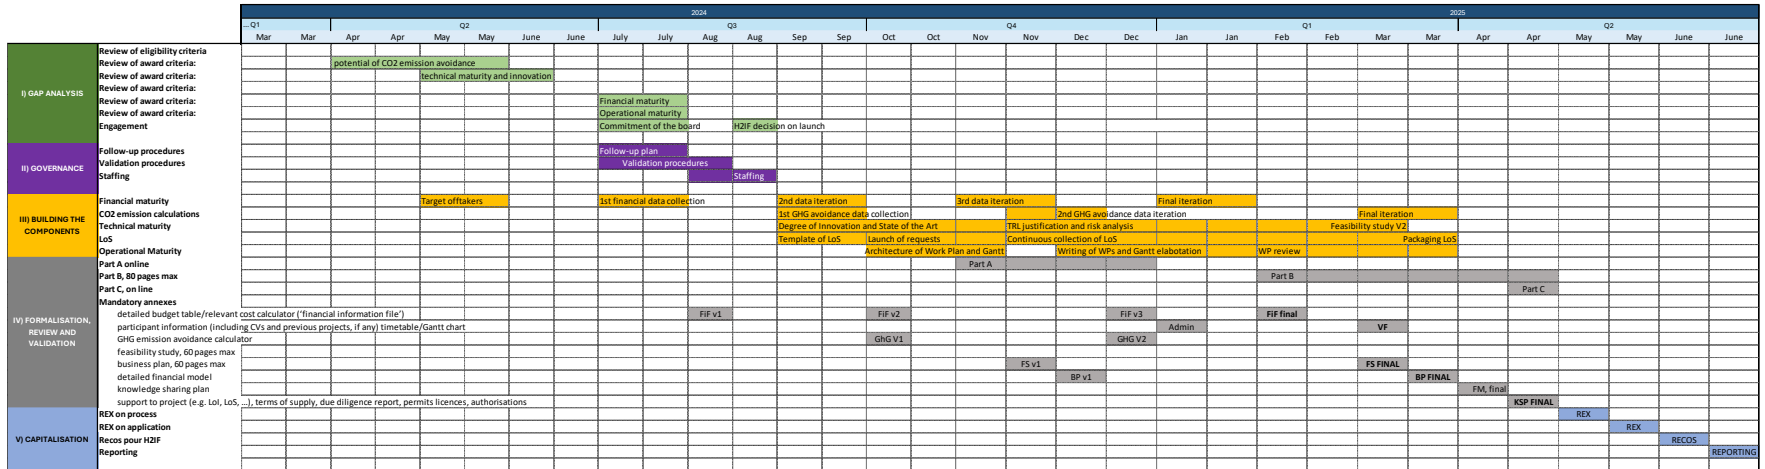 2024 2025
... Q1 Q2 Q3 Q4 Q1 Q2
Mar Mar Apr Apr May May June June July July Aug Aug Sep Sep Oct Oct Nov Nov Dec Dec Jan Jan Feb Feb Mar Mar Apr Apr May May June June
I) GAP ANALYSIS
Review of eligibility criteria
Review of award criteria: potential of CO2 emission avoidance
Review of award criteria: technical maturity and innovation
Review of award criteria:
Review of award criteria: Financial maturity
Review of award criteria: Operational maturity
Engagement Commitment of the board H2IF decision on launch
II) GOVERNANCE
Follow-up procedures Follow-up plan
Validation procedures Validation procedures
Staffing Staffing
III) BUILDING THE
COMPONENTS
Financial maturity Target offtakers 1st financial data collection 2nd data iteration 3rd data iteration Final iteration
CO2 emission calculations 1st GHG avoidance data collection 2nd GHG avoidance data iteration Final iteration
Technical maturity Degree of Innovation and State of the Art TRL justification and risk analysis Feasibility study V2
LoS Template of LoS Launch of requests Continuous collection of LoS Packaging LoS
Operational Maturity Architecture of Work Plan and Gantt Writing of WPs and Gantt elabotation WP review
IV) FORMALISATION,
REVIEW AND
VALIDATION
Part A online Part A
Part B, 80 pages max Part B
Part C, on line Part C
Mandatory annexes
detailed budget table/relevant cost calculator ('financial information file') FiF v1 FiF v2 FiF v3 FiF final
participant information (including CVs and previous projects, if any) timetable/Gantt chart Admin VF
GHG emission avoidance calculator GhG V1 GHG V2
feasibility study, 60 pages max
business plan, 60 pages max FS v1 FS FINAL
detailed financial model BP v1 BP FINAL
knowledge sharing plan FM, final
support to project (e.g. LoI, LoS, ...), terms of supply, due diligence report, permits licences, authorisations KSP FINAL
V) CAPITALISATION
REX on process REX
REX on application REX
Recos pour H2IF RECOS
Reporting REPORTING